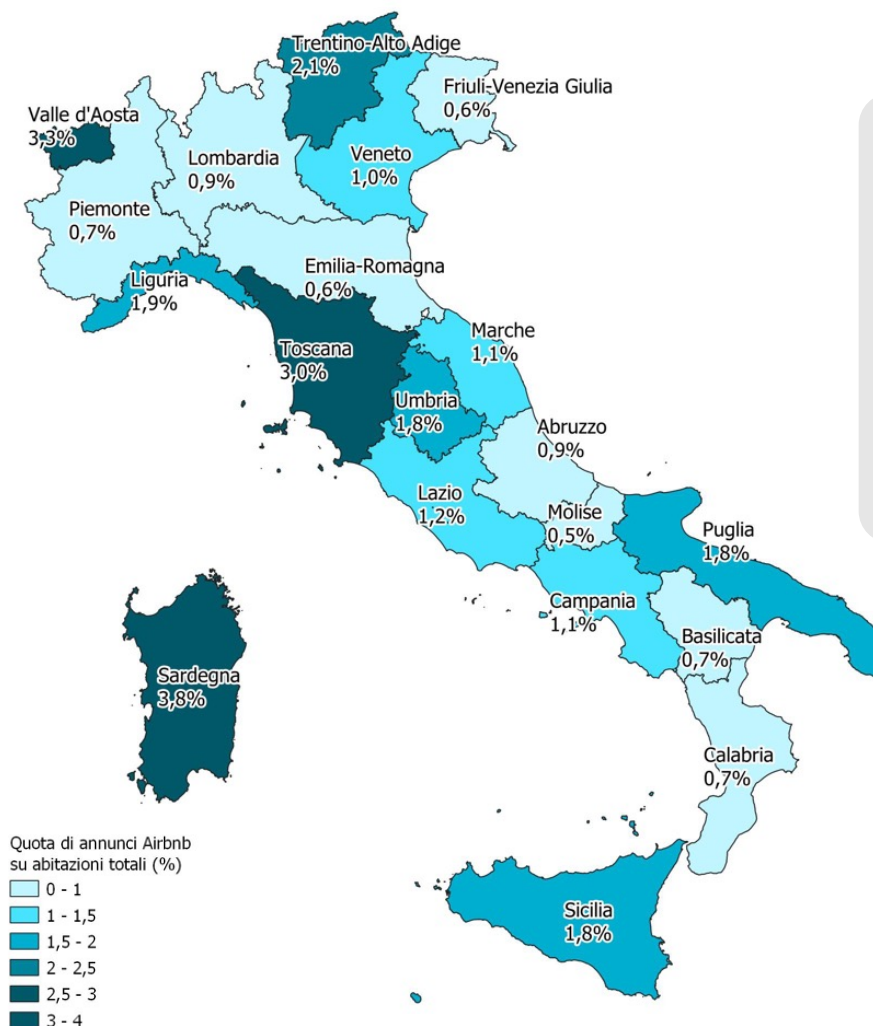 Trentino-Alto Adige
2,1%
Friuli-Venezia Giulia
0,6%
Valle d'Aosta
3,3%
Lombardia
0,9%
Veneto
1,0%
Piemonte
0,7%
Emilia-Romagna
0,6%
Liguria
1,9%
Marche
1,1%
Toscana
3,0%
Umbria
1,8%
Abruzzo
0,9%
Lazio
1,2%
Molise
0,5%
Puglia
1,8%
Campania
1,1%
Basilicata
0,7%
Sardegna
3,8%
Calabria
0,7%
Sicilia
1,8%
Quota di annunci Airbnb
su abitazioni totali (%)
0 - 1
1 - 1,5
1,5 - 2
2 - 2,5
2,5 - 3
3 - 4